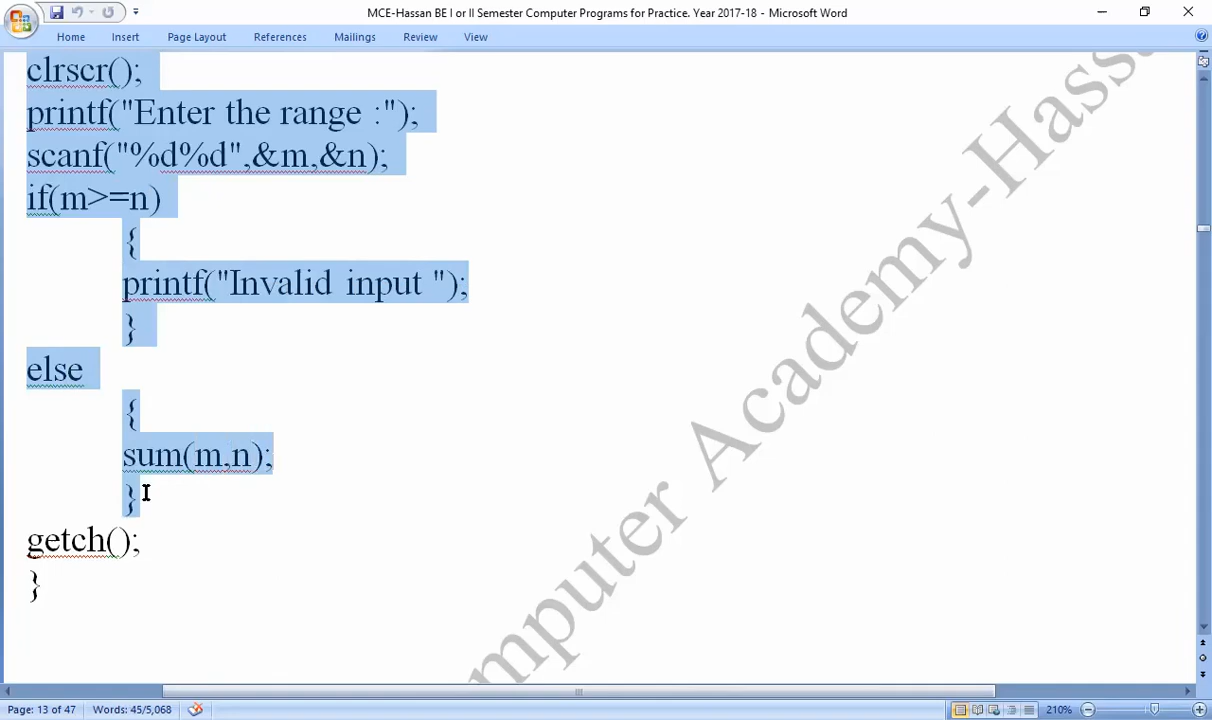 MCE-Hassan BE I or II Semester Computer Programs for Practice. Year 2017-18 - Microsoft Word
Home Insert Page Layout References Mailings Review View
clrscr();
printf("Enter the range :");
scanf("%d%d",&m,&n);
if(m>=n)
{
printf("Invalid input ");
}
else
{
sum(m,n);
}
getch();
}
mputer Academy-Hassa
Page: 13 of 47 Words: 45/5,068 210%